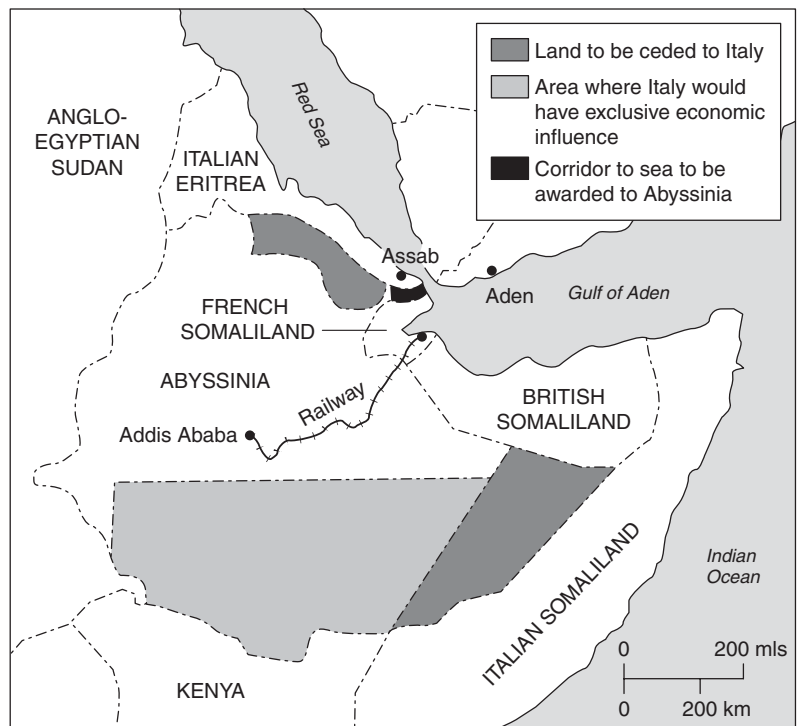 Land to be ceded to Italy
Area where Italy would
have exclusive economic
influence
Corridor to sea to be
awarded to Abyssinia
ANGLO-
EGYPTIAN
SUDAN
Red Sea
ITALIAN
ERITREA
Assab
Aden
Gulf of Aden
FRENCH
SOMALILAND
ABYSSINIA
Railway
BRITISH
SOMALILAND
Addis Ababa
ITALIAN SOMALILAND
Indian
Ocean
KENYA
0 200 mls
0 200 km